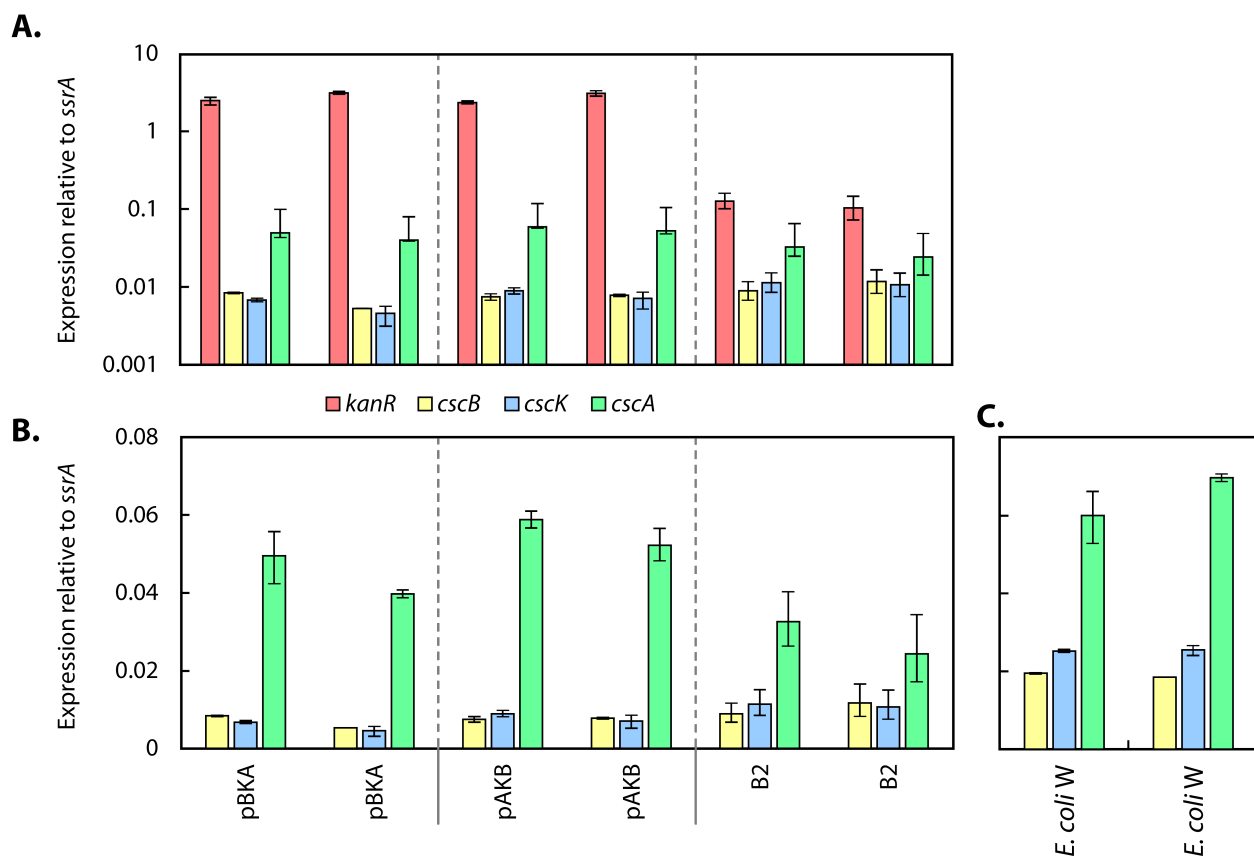 A.
Expression relative to ssrA
10
1
0.1
0.01
0.001
kanR cscB cscK cscA
B.
Expression relative to ssrA
0.08
0.06
0.04
0.02
0
pBKA
pBKA
pAKB
pAKB
B2
B2
C.
E. coli W
E. coli W